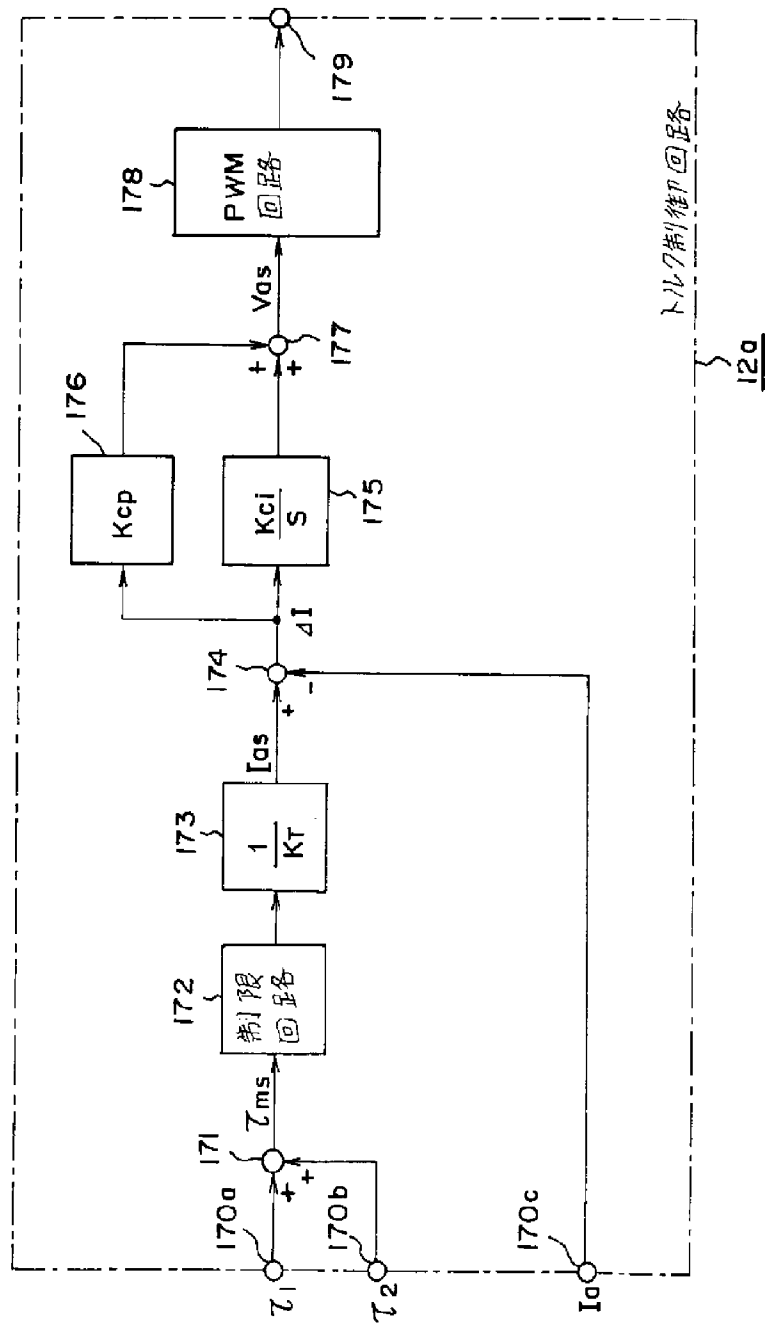 τ1
170a
171
τms
172
制限
回路
173
1
KT
Ias
174
ΔI
176
Kcp
Kci
S
175
177
Vas
178
PWM
回路
179
+
+
+
-
+
+
τ2
170b
Ia
170c
トルク制御回路
12a